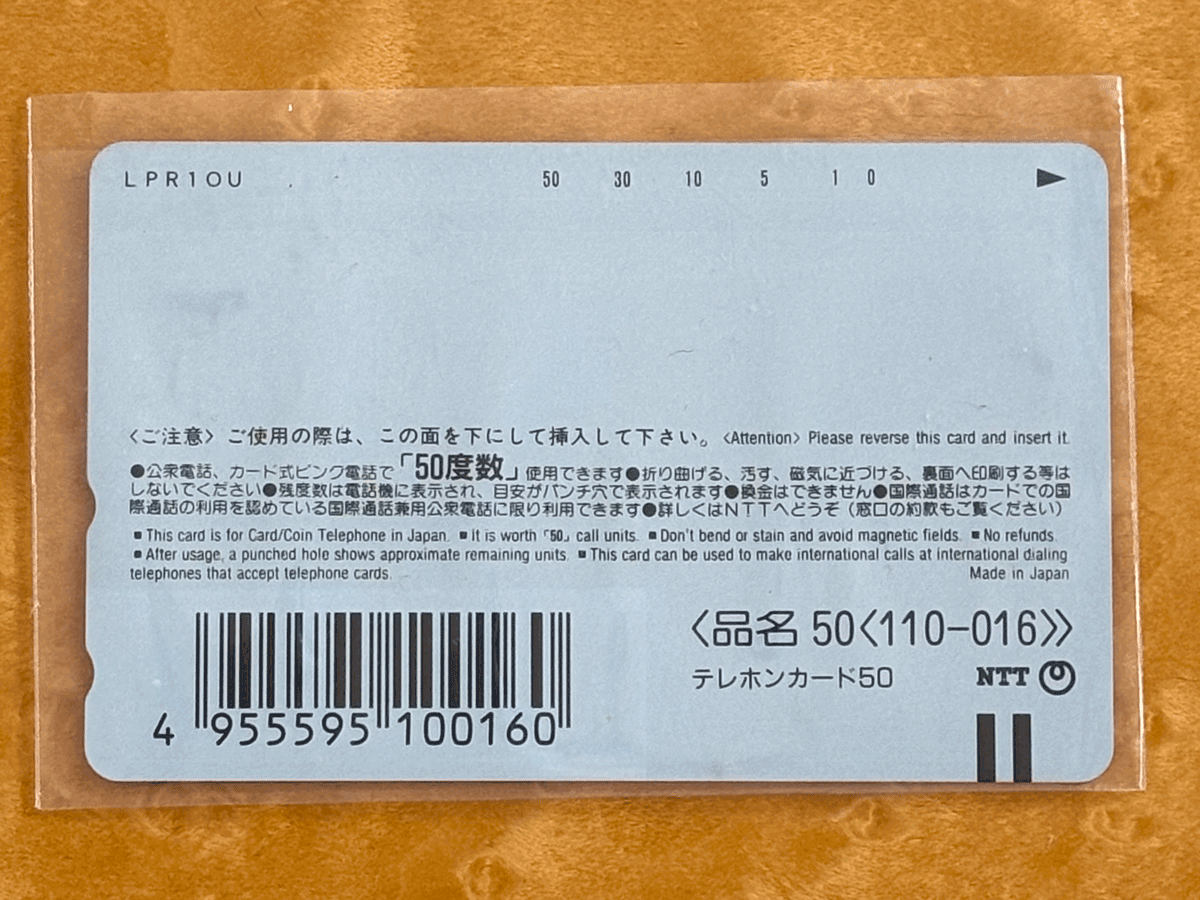 LPR10U 50 30 10 5 1 0
〈ご注意〉ご使用の際は、この面を下にして挿入して下さい。〈Attention〉Please reverse this card and insert it.
●公衆電話、カード式ピンク電話で「50度数」使用できます●折り曲げる、汚す、磁気に近づける、裏面へ印刷する等は
しないでください●残度数は電話機に表示され、目安がパンチ穴で表示されます●換金はできません●国際通話はカードでの国
際通話の利用を認めている国際通話兼用公衆電話に限り利用できます●詳しくはNTTへどうぞ（窓口の約款もご覧ください）
■This card is for Card/Coin Telephone in Japan. ■It is worth「50」call units. ■Don't bend or stain and avoid magnetic fields. ■No refunds.
■After usage, a punched hole shows approximate remaining units. ■This card can be used to make international calls at international dialing
telephones that accept telephone cards. Made in Japan
〈品名 50〈110-016〉〉
テレホンカード50 NTT
4 955595 100160